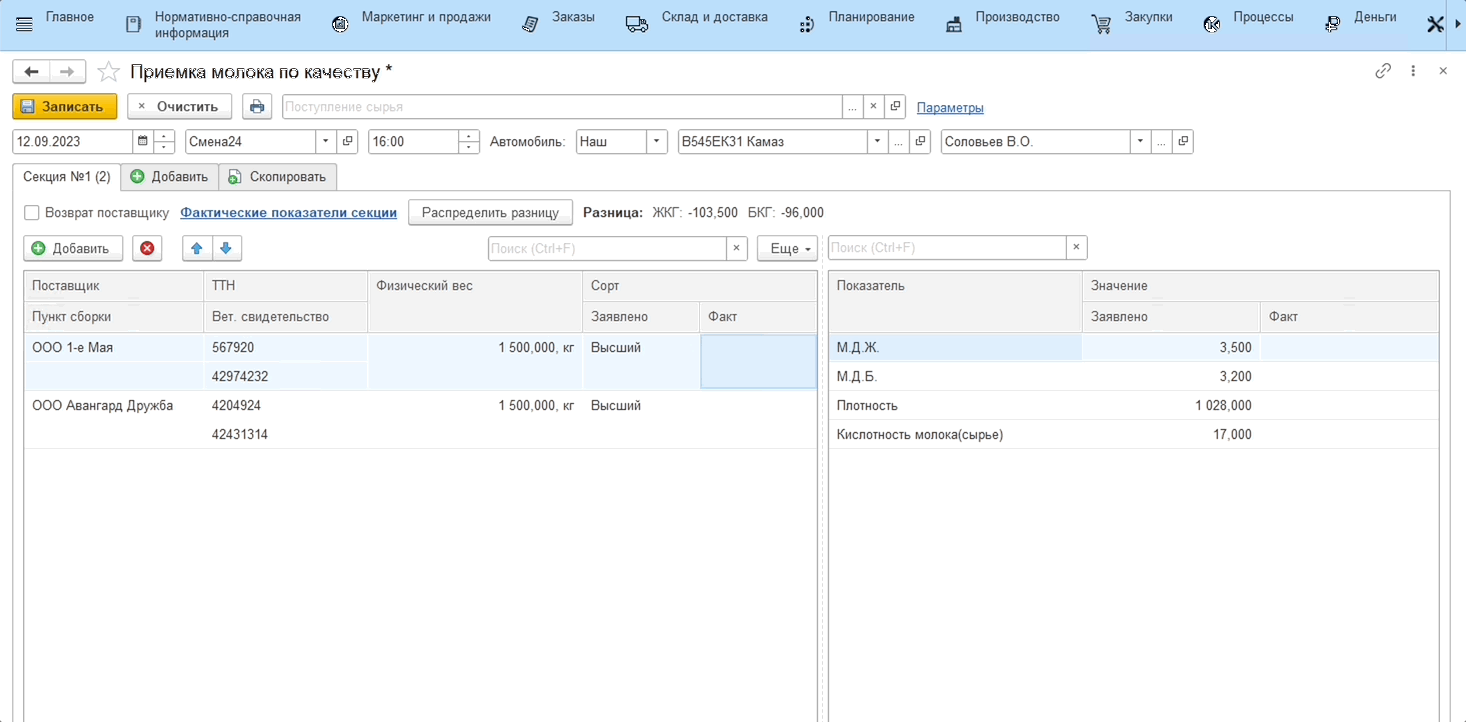 Главное
Нормативно-справочная
информация
Маркетинг и продажи
Заказы
Склад и доставка
Планирование
Производство
Закупки
Процессы
Деньги
Приемка молока по качеству *
Записать
× Очистить
Поступление сырья
... ×
Параметры
12.09.2023 Смена24 16:00 Автомобиль: Наш В545ЕК31 Камаз ... Соловьев В.О. ...
Секция №1 (2) Добавить Скопировать
Возврат поставщику Фактические показатели секции Распределить разницу Разница: ЖКГ: -103,500 БКГ: -96,000
Добавить Поиск (Ctrl+F) × Еще Поиск (Ctrl+F) ×
Поставщик ТТН Физический вес Сорт Показатель Значение
Пункт сборки Вет. свидетельство Заявлено Факт Заявлено Факт
ООО 1-е Мая 567920 1 500,000, кг Высший М.Д.Ж. 3,500
42974232 М.Д.Б. 3,200
ООО Авангард Дружба 4204924 1 500,000, кг Высший Плотность 1 028,000
42431314 Кислотность молока(сырье) 17,000